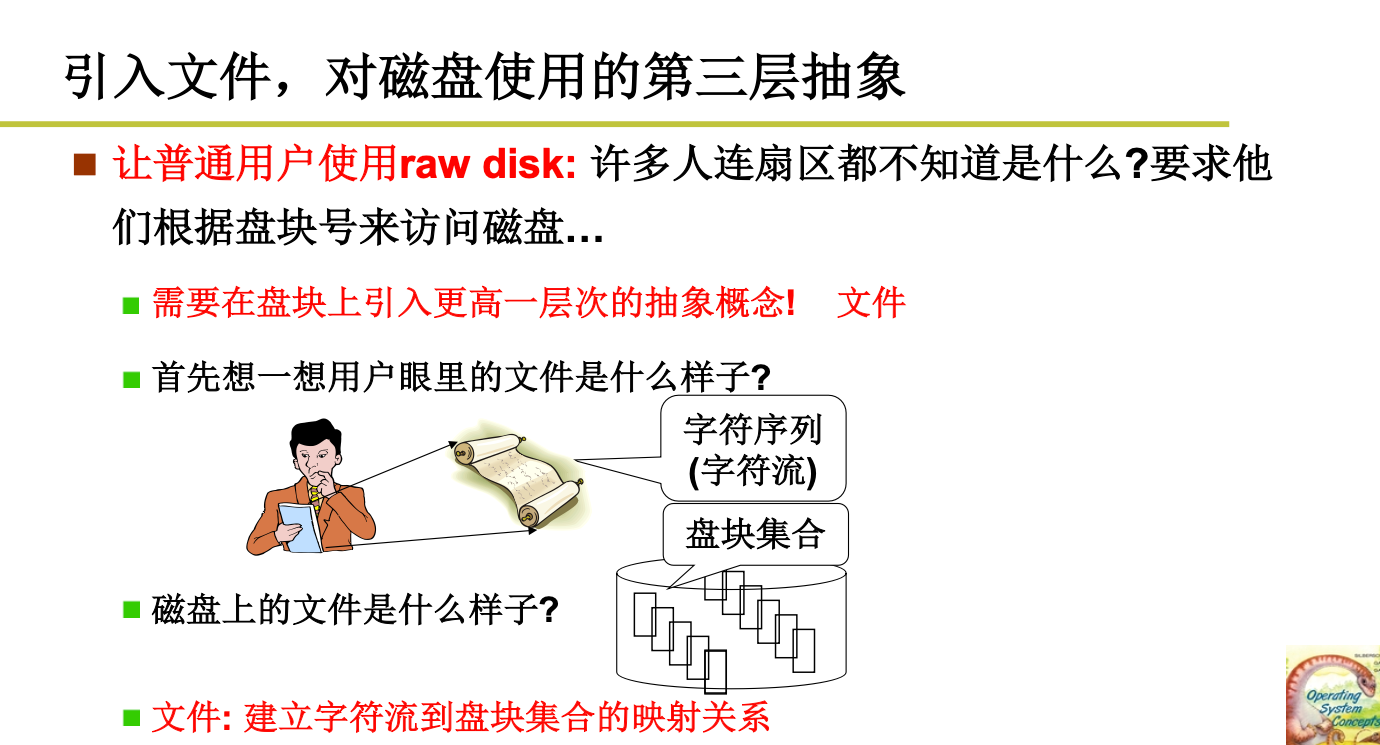 引入文件，对磁盘使用的第三层抽象
让普通用户使用raw disk: 许多人连扇区都不知道是什么?要求他
们根据盘块号来访问磁盘…
需要在盘块上引入更高一层次的抽象概念! 文件
首先想一想用户眼里的文件是什么样子?
字符序列
(字符流)
盘块集合
磁盘上的文件是什么样子?
文件: 建立字符流到盘块集合的映射关系
Operating
System
Concepts